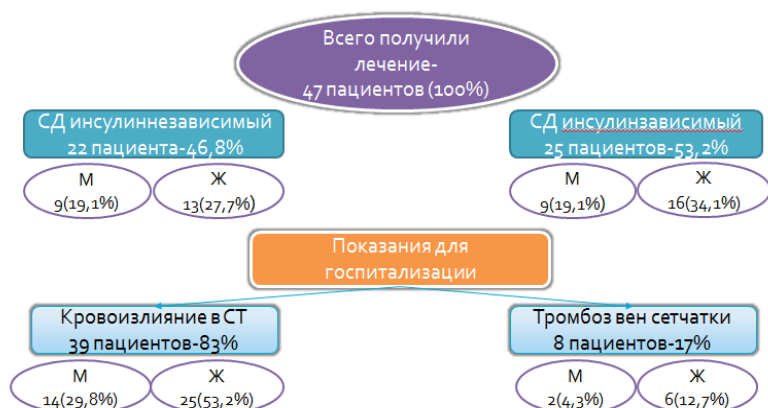 Всего получили
лечение-
47 пациентов (100%)
СД инсулиннезависимый
22 пациента-46,8%
СД инсулинзависимый
25 пациентов-53,2%
М
9(19,1%)
Ж
13(27,7%)
М
9(19,1%)
Ж
16(34,1%)
Показания для
госпитализации
Кровоизлияние в СТ
39 пациентов-83%
Тромбоз вен сетчатки
8 пациентов-17%
М
14(29,8%)
Ж
25(53,2%)
М
2(4,3%)
Ж
6(12,7%)